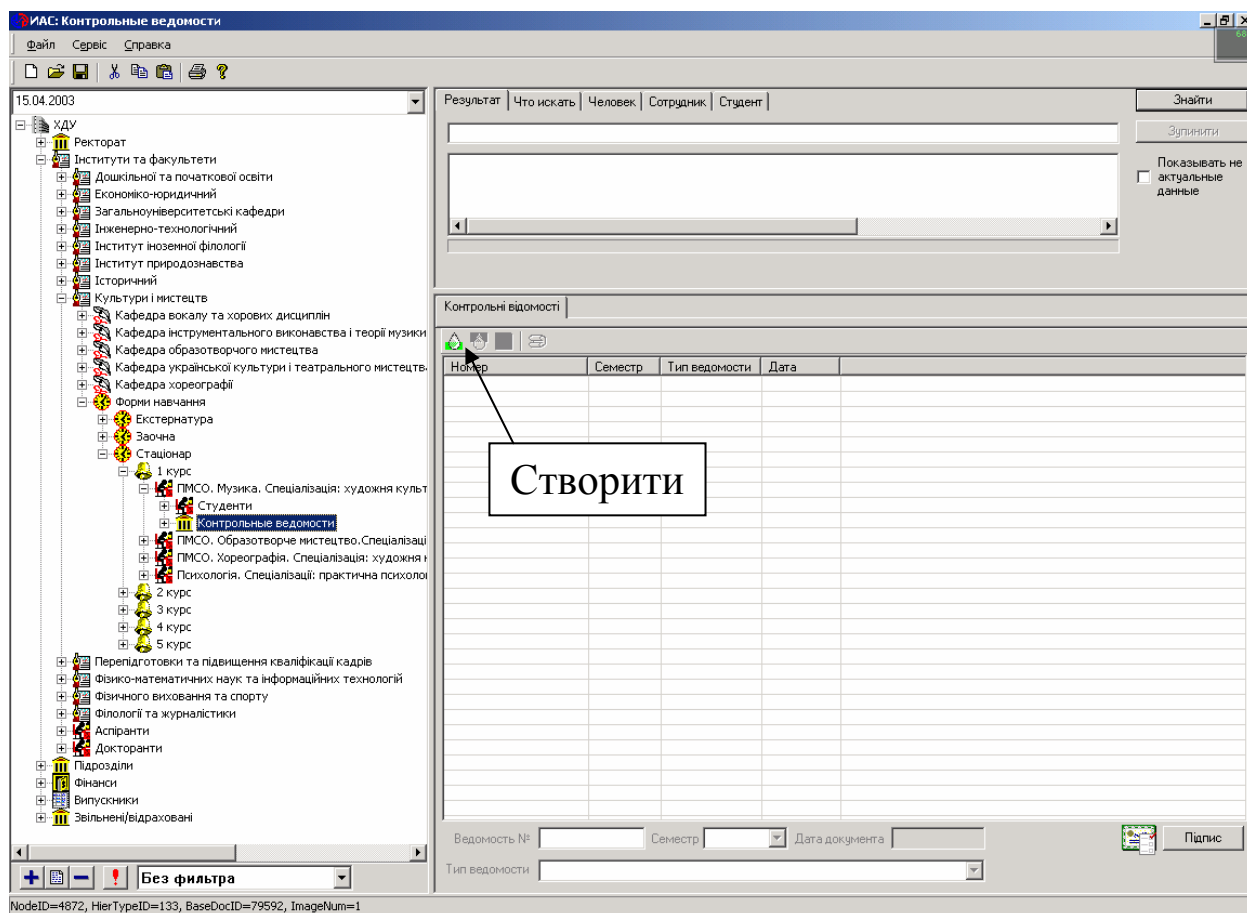 ИАС: Контрольные ведомости
Файл Сервіс Справка
68
15.04.2003
ХДУ
Ректорат
Інститути та факультети
Дошкільної та початкової освіти
Економіко-юридичний
Загальноуніверситетські кафедри
Інженерно-технологічний
Інститут іноземної філології
Інститут природознавства
Історичний
Культури і мистецтв
Кафедра вокалу та хорових дисциплін
Кафедра інструментального виконавства і теорії музики
Кафедра образотворчого мистецтва
Кафедра української культури і театрального мистецтв
Кафедра хореографії
Форми навчання
Екстернатура
Заочна
Стаціонар
1 курс
ПМСО. Музика. Спеціалізація: художня культ
Студенти
Контрольные ведомости
ПМСО. Образотворче мистецтво.Спеціалізаці
ПМСО. Хореографія. Спеціалізація: художня к
Психологія. Спеціалізації: практична психолог
2 курс
3 курс
4 курс
5 курс
Перепідготовки та підвищення кваліфікації кадрів
Фізико-математичних наук та інформаційних технологій
Фізичного виховання та спорту
Філології та журналістики
Аспіранти
Докторанти
Підрозділи
Фінанси
Випускники
Звільнені/відраховані
Без фильтра
NodeID=4872, HierTypeID=133, BaseDocID=79592, ImageNum=1
Результат Что искать Человек Сотрудник Студент
Знайти
Зупинити
Показывать не
актуальные
данные
Контрольні відомості
Номер Семестр Тип ведомости Дата
Створити
Ведомость № Семестр Дата документа
Підпис
Тип ведомости